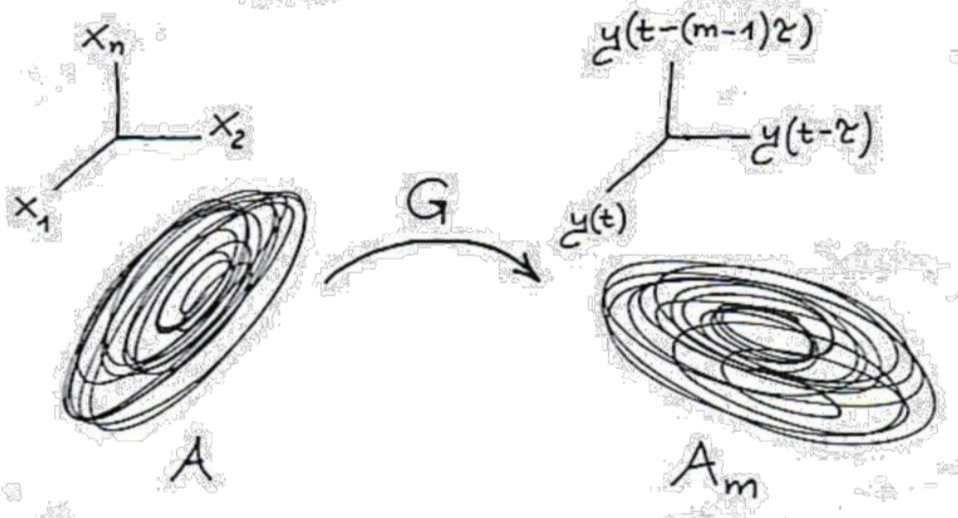 Xn
X2
X1
y(t-(m-1)τ)
y(t-τ)
y(t)
G
A
Am